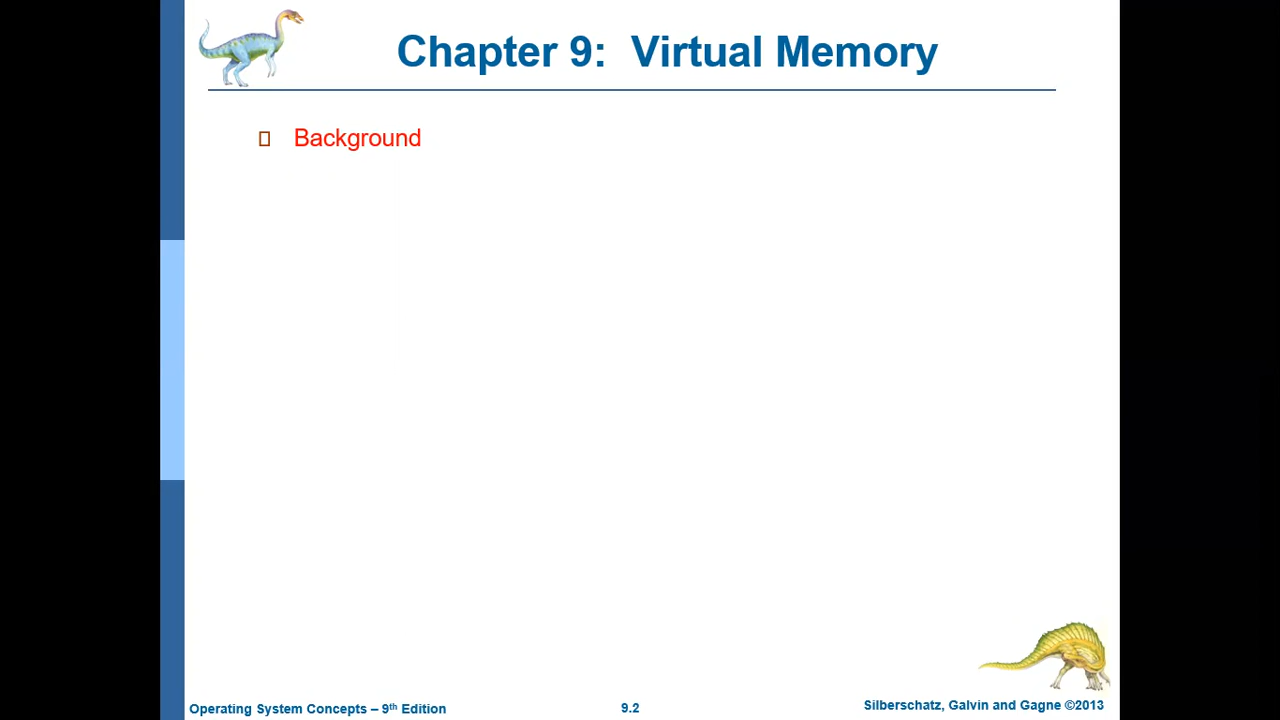 Chapter 9: Virtual Memory
Background
Operating System Concepts – 9th Edition
9.2
Silberschatz, Galvin and Gagne ©2013